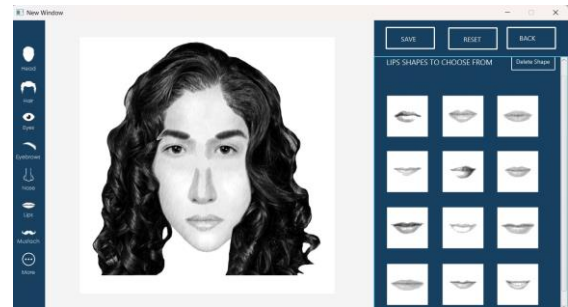 New Window
SAVE
RESET
BACK
LIPS SHAPES TO CHOOSE FROM
Delete Shape
Head
Hair
Eyes
Eyebrows
Nose
Lips
Mustach
More